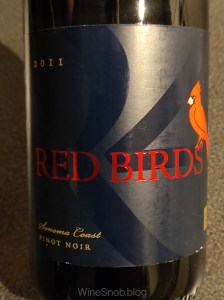 2011
RED BIRDS
Sonoma Coast
PINOT NOIR
WineSnob.blog